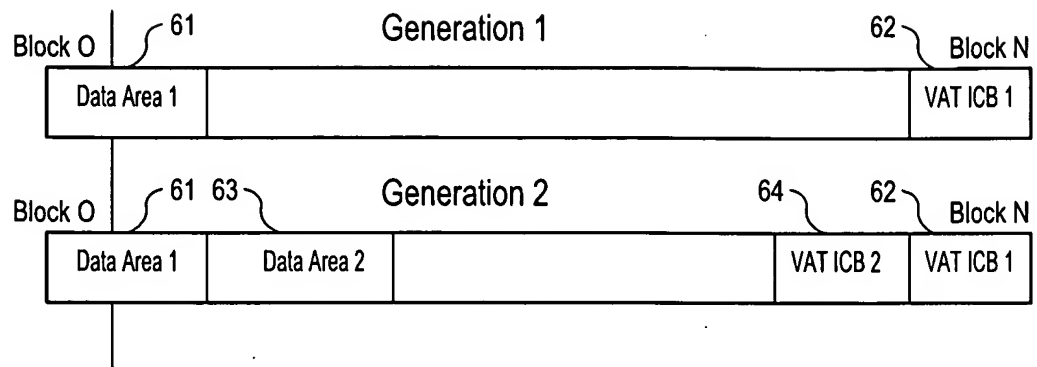 61 Generation 1 62
Block O Block N
Data Area 1 VAT ICB 1
61 63 Generation 2 64 62
Block O Block N
Data Area 1 Data Area 2 VAT ICB 2 VAT ICB 1